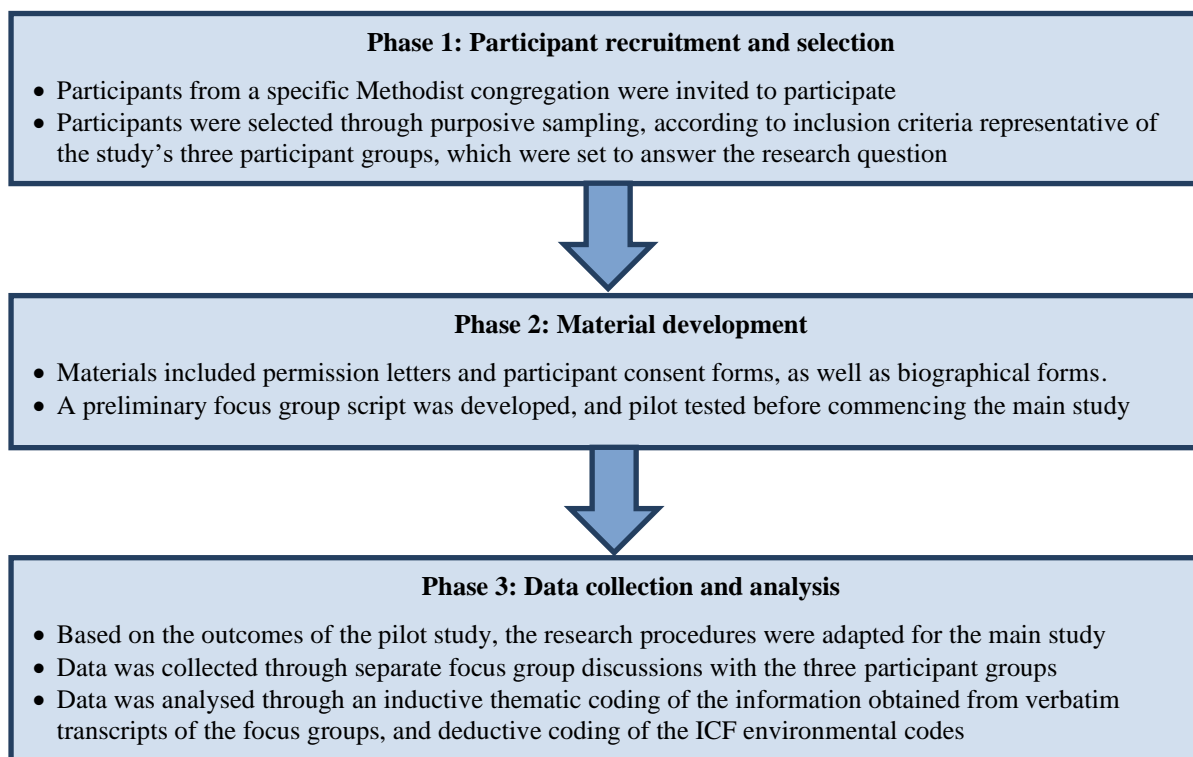 Phase 1: Participant recruitment and selection
• Participants from a specific Methodist congregation were invited to participate
• Participants were selected through purposive sampling, according to inclusion criteria representative of
the study’s three participant groups, which were set to answer the research question
Phase 2: Material development
• Materials included permission letters and participant consent forms, as well as biographical forms.
• A preliminary focus group script was developed, and pilot tested before commencing the main study
Phase 3: Data collection and analysis
• Based on the outcomes of the pilot study, the research procedures were adapted for the main study
• Data was collected through separate focus group discussions with the three participant groups
• Data was analysed through an inductive thematic coding of the information obtained from verbatim
transcripts of the focus groups, and deductive coding of the ICF environmental codes